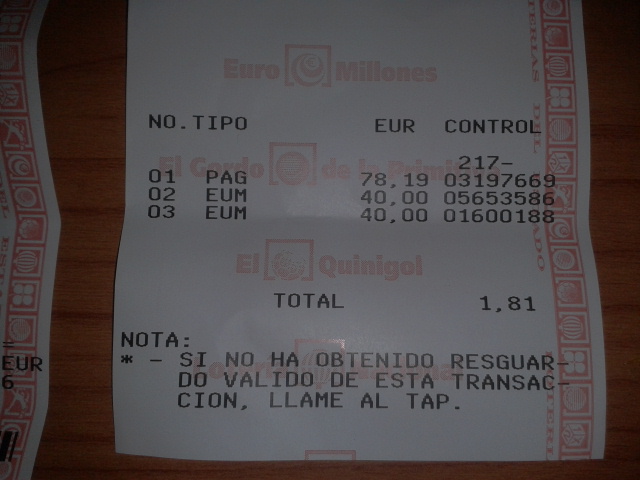 Euro Millones
NO. TIPO EUR CONTROL
El Gordo de la Primitiva
217-
01 PAG 78,19 03197669
02 EUM 40,00 05653586
03 EUM 40,00 01600188
El Quinigol
TOTAL 1,81
NOTA:
* - SI NO HA OBTENIDO RESGUAR-
DO VALIDO DE ESTA TRANSAC-
CION, LLAME AL TAP.
EUR
6